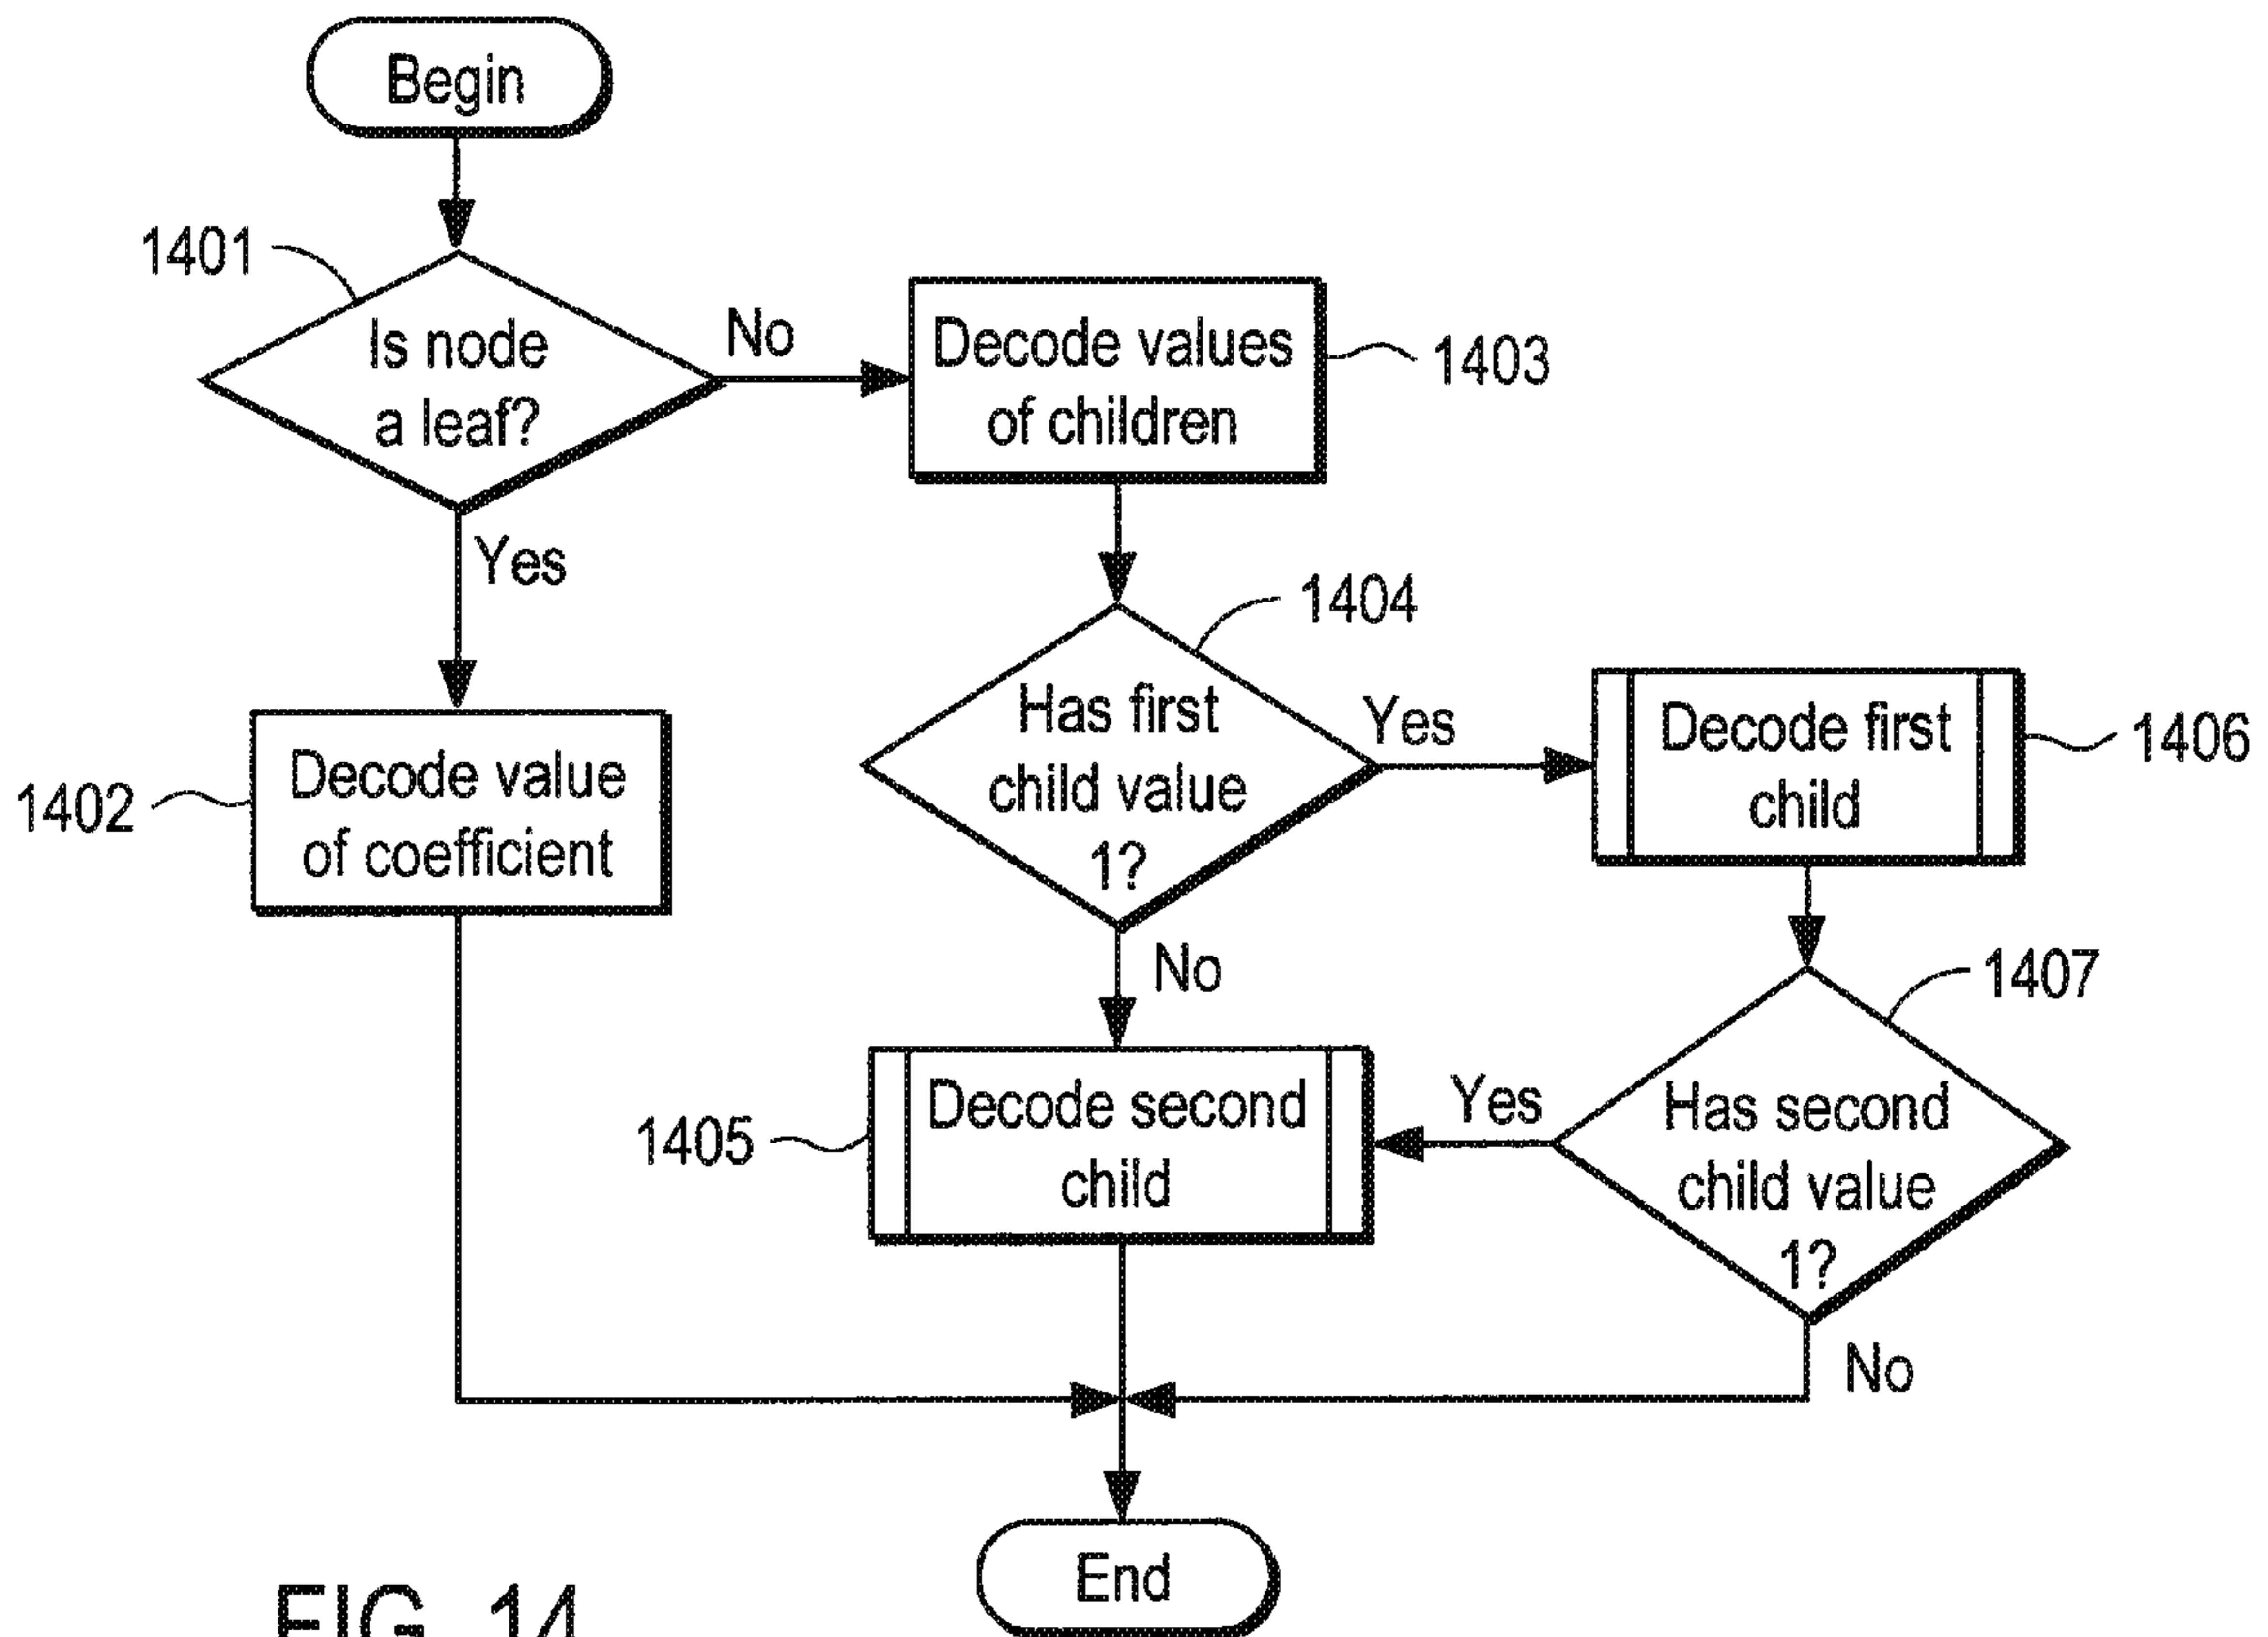 Begin
1401
Is node
a leaf?
No
Decode values
of children
1403
Yes
1404
Has first
child value
1?
Yes
Decode first
child
1406
1402
Decode value
of coefficient
No
1407
1405
Decode second
child
Yes
Has second
child value
1?
No
End
FIG. 14